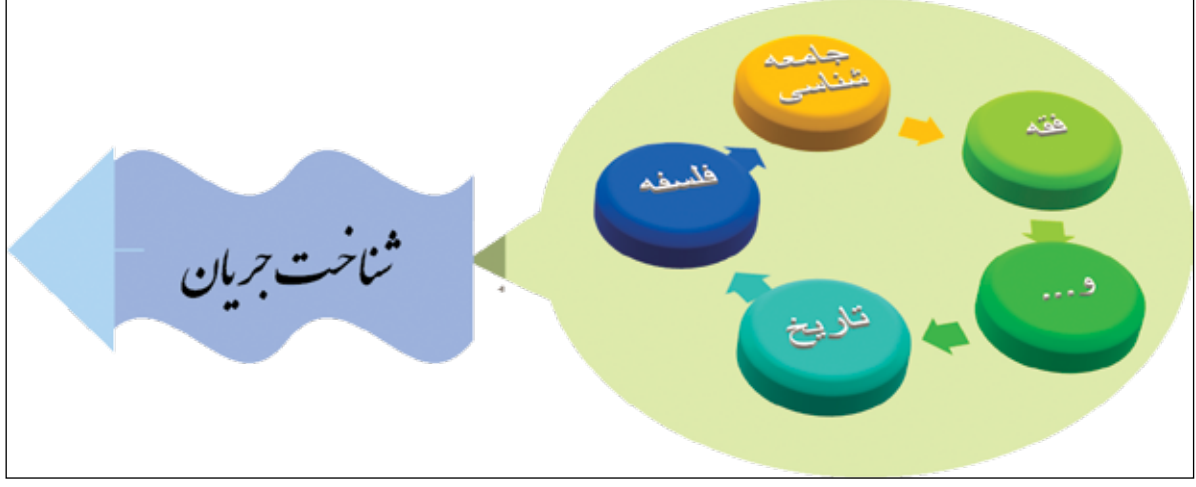 جامعه
شناسی
فقه
و...
تاریخ
فلسفه
شناخت جریان